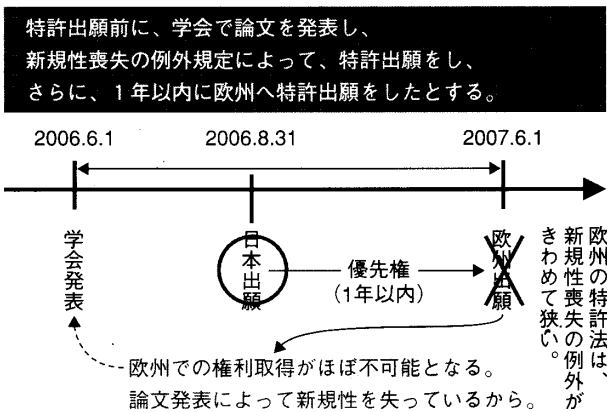 特許出願前に、学会で論文を発表し、
新規性喪失の例外規定によって、特許出願をし、
さらに、1年以内に欧州へ特許出願をしたとする。
2006.6.1
2006.8.31
2007.6.1
学会発表
日本出願
優先権
(1年以内)
欧州出願
欧州の特許法は、
新規性喪失の例外が
きわめて狭い。
欧州での権利取得がほぼ不可能となる。
論文発表によって新規性を失っているから。